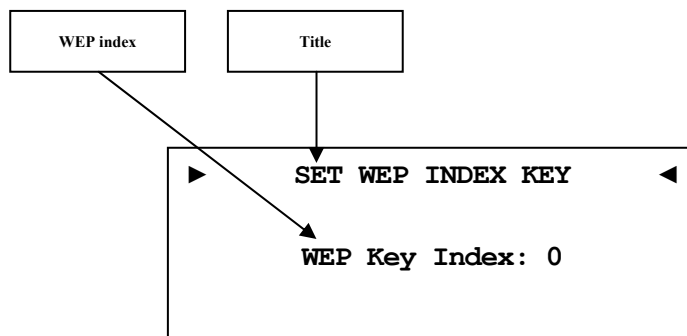 WEP index
Title
► SET WEP INDEX KEY ◄
WEP Key Index: 0